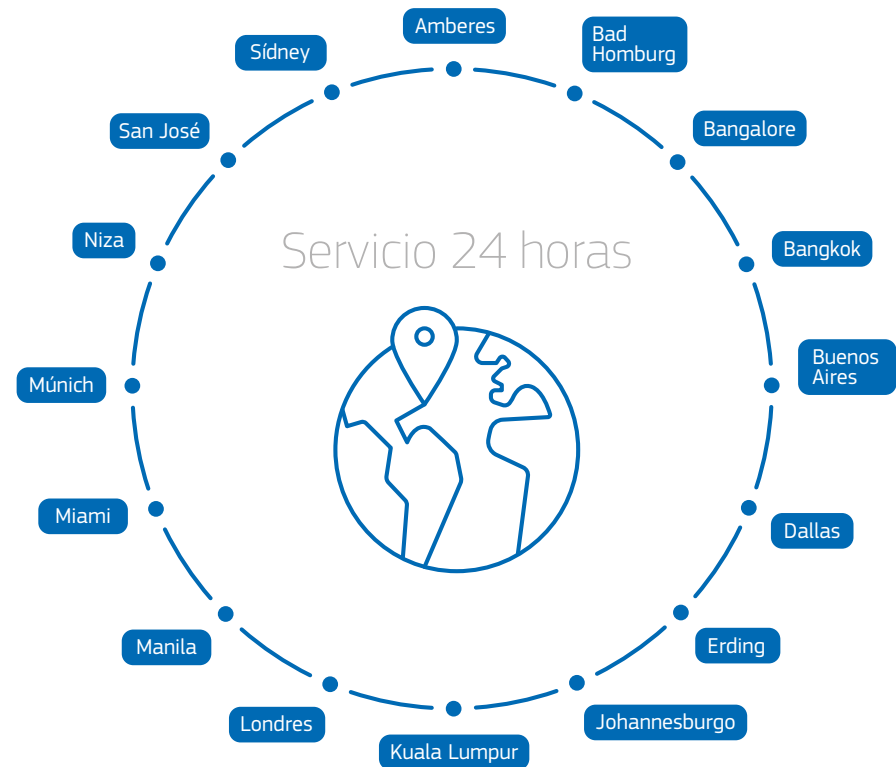 Amberes
Bad
Homburg
Bangalore
Bangkok
Buenos
Aires
Dallas
Erding
Johannesburgo
Kuala Lumpur
Londres
Manila
Miami
Múnich
Niza
San José
Sídney
Servicio 24 horas